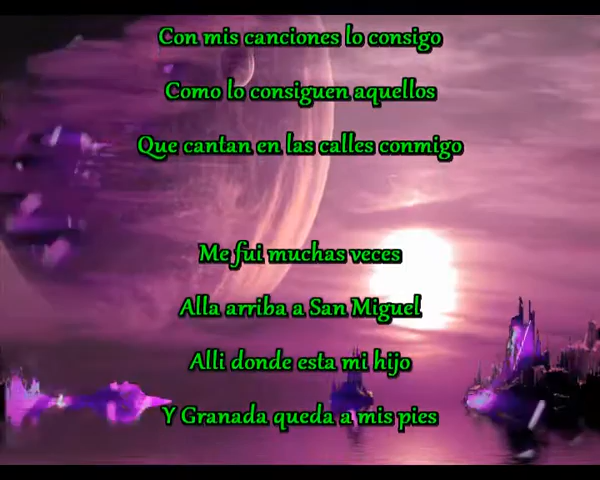 Con mis canciones lo consigo
Como lo consiguen aquellos
Que cantan en las calles conmigo
Me fui muchas veces
Alla arriba a San Miguel
Alli donde esta mi hijo
Y Granada queda a mis pies